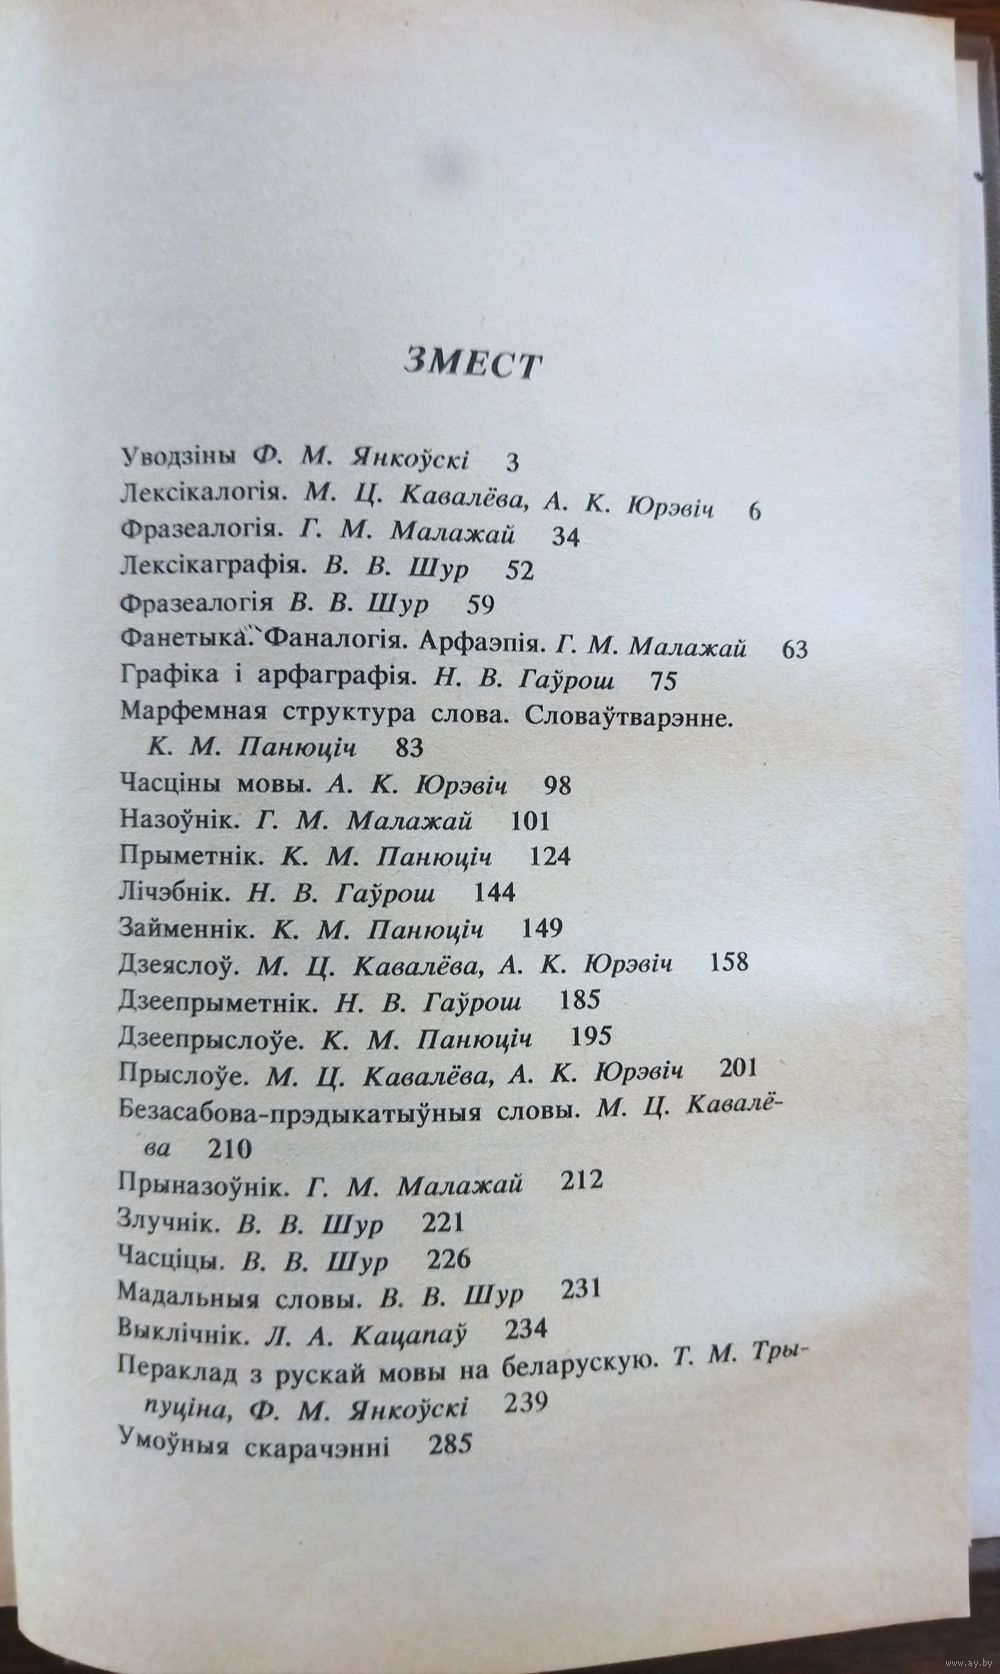 ЗМЕСТ
Уводзіны Ф. М. Янкоўскі 3
Лексікалогія. М. Ц. Кавалёва, А. К. Юрэвіч 6
Фразеалогія. Г. М. Малажай 34
Лексікаграфія. В. В. Шур 52
Фразеалогія В. В. Шур 59
Фанетыка. Фаналогія. Арфаэпія. Г. М. Малажай 63
Графіка і арфаграфія. Н. В. Гаўрош 75
Марфемная структура слова. Словаўтварэнне.
К. М. Панюціч 83
Часціны мовы. А. К. Юрэвіч 98
Назоўнік. Г. М. Малажай 101
Прыметнік. К. М. Панюціч 124
Лічэбнік. Н. В. Гаўрош 144
Займеннік. К. М. Панюціч 149
Дзеяслоў. М. Ц. Кавалёва, А. К. Юрэвіч 158
Дзеепрыметнік. Н. В. Гаўрош 185
Дзеепрыслоўе. К. М. Панюціч 195
Прыслоўе. М. Ц. Кавалёва, А. К. Юрэвіч 201
Безасабова-прэдыкатыўныя словы. М. Ц. Кавалё-
ва 210
Прыназоўнік. Г. М. Малажай 212
Злучнік. В. В. Шур 221
Часціцы. В. В. Шур 226
Мадальныя словы. В. В. Шур 231
Выклічнік. Л. А. Кацапаў 234
Пераклад з рускай мовы на беларускую. Т. М. Тры-
пуціна, Ф. М. Янкоўскі 239
Умоўныя скарачэнні 285
www.ay.by